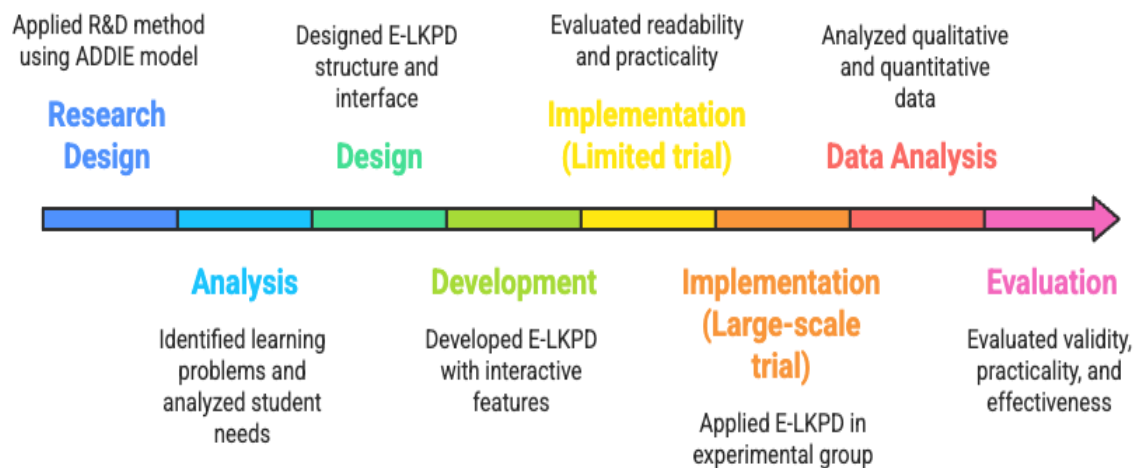 Applied R&D method
using ADDIE model
Research
Design
Analysis
Identified learning
problems and
analyzed student
needs
Designed E-LKPD
structure and
interface
Design
Development
Developed E-LKPD
with interactive
features
Evaluated readability
and practicality
Implementation
(Limited trial)
Implementation
(Large-scale
trial)
Applied E-LKPD in
experimental group
Analyzed qualitative
and quantitative
data
Data Analysis
Evaluation
Evaluated validity,
practicality, and
effectiveness